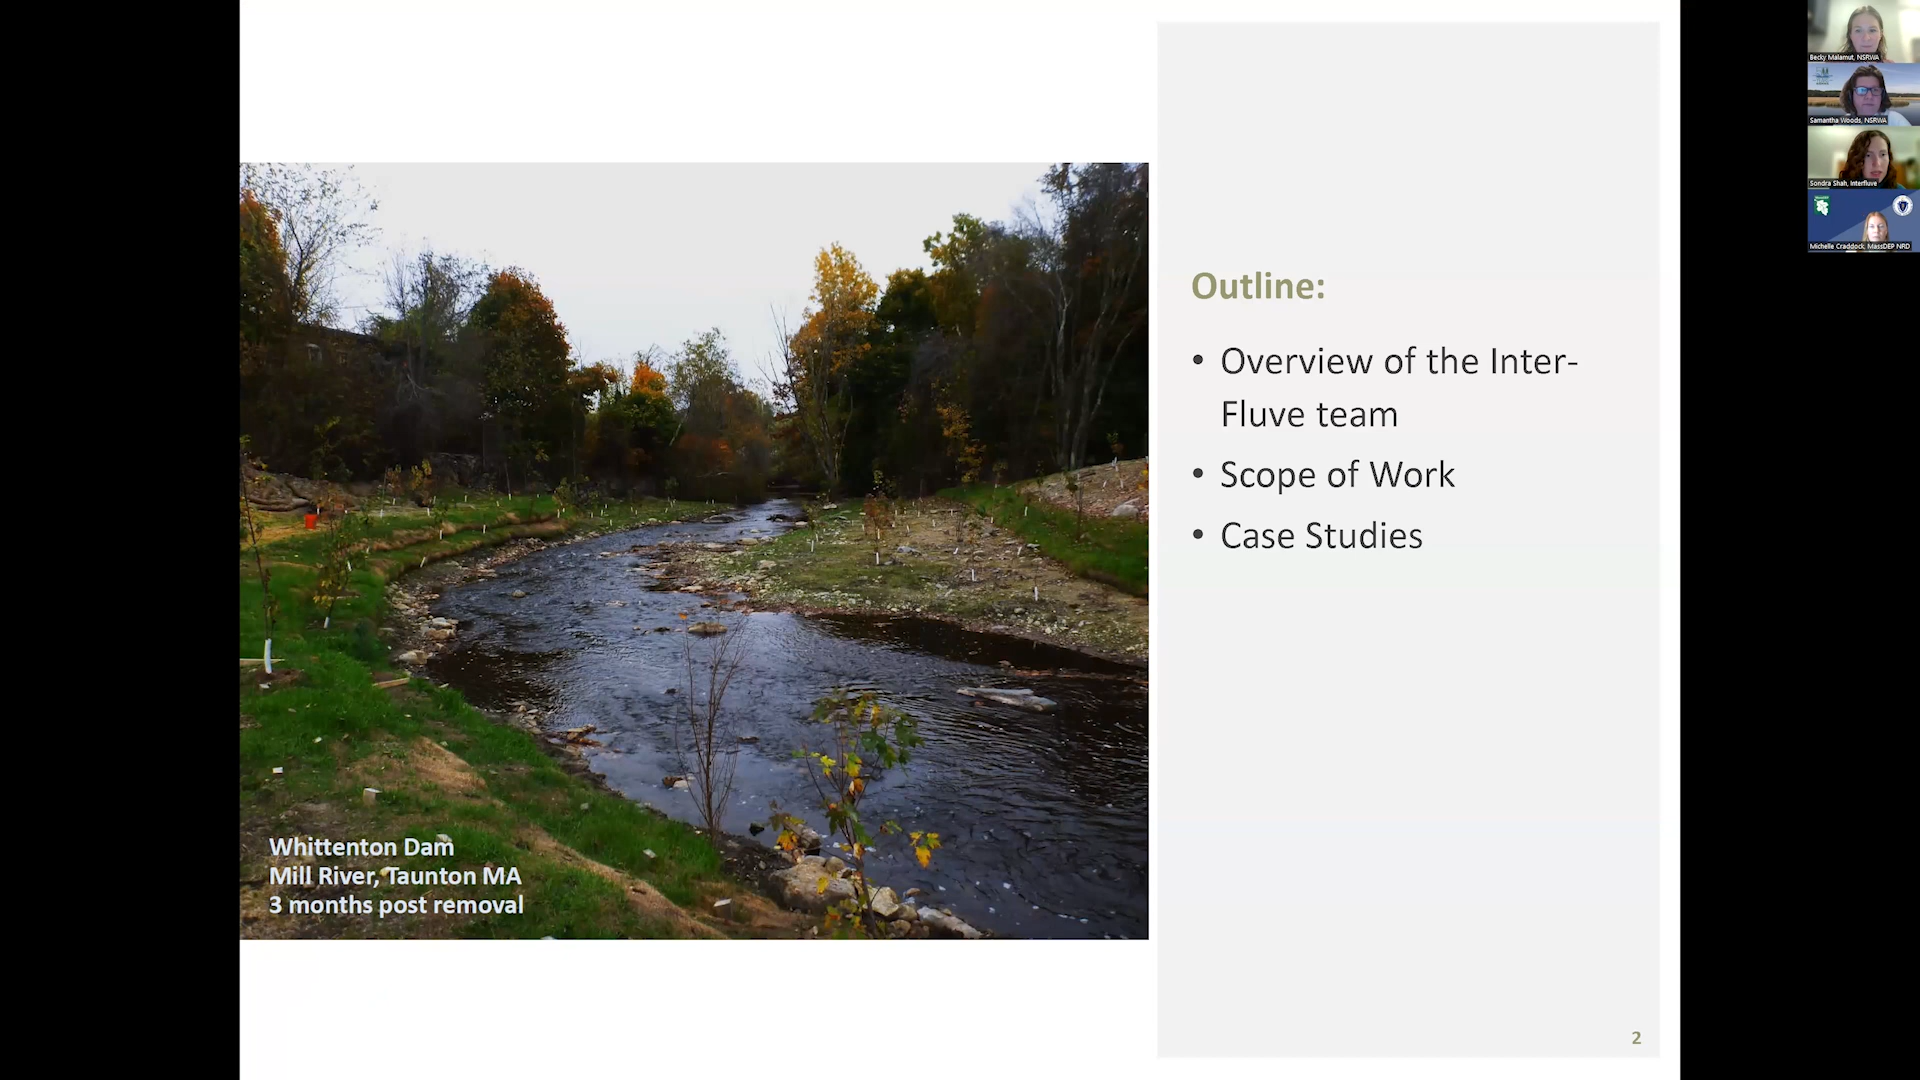 Outline:
• Overview of the Inter-
Fluve team
• Scope of Work
• Case Studies
Whittenton Dam
Mill River, Taunton MA
3 months post removal
2
Becky Malamut, NSRWA
Samantha Woods, NSRWA
Sondra Shah, Interfluve
Michelle Craddock, MassDEP NRD